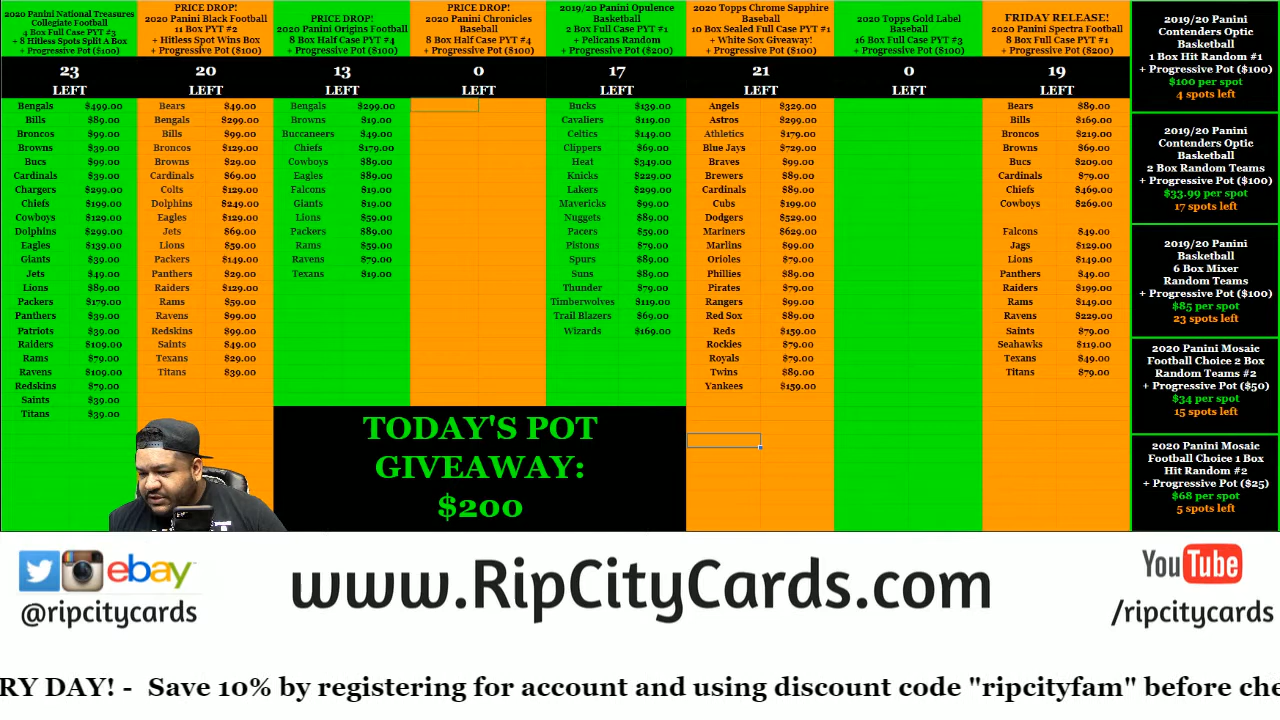 2020 Panini National Treasures
Collegiate Football
4 Box Full Case PYT #3
+ 8 Hitless Spots Split A Box
+ Progressive Pot ($100)
23
LEFT
Bengals $499.00
Bills $89.00
Broncos $99.00
Browns $39.00
Bucs $99.00
Cardinals $39.00
Chargers $299.00
Chiefs $199.00
Cowboys $129.00
Dolphins $299.00
Eagles $139.00
Giants $39.00
Jets $49.00
Lions $89.00
Packers $179.00
Panthers $39.00
Patriots $39.00
Raiders $109.00
Rams $79.00
Ravens $109.00
Redskins $79.00
Saints $39.00
Titans $39.00
PRICE DROP!
2020 Panini Black Football
11 Box PYT #2
+ Hitless Spot Wins Box
+ Progressive Pot ($100)
20
LEFT
Bears $49.00
Bengals $299.00
Bills $99.00
Broncos $129.00
Browns $29.00
Cardinals $69.00
Colts $129.00
Dolphins $249.00
Eagles $129.00
Jets $69.00
Lions $59.00
Packers $149.00
Panthers $29.00
Raiders $129.00
Rams $59.00
Ravens $99.00
Redskins $99.00
Saints $49.00
Texans $29.00
Titans $39.00
PRICE DROP!
2020 Panini Origins Football
8 Box Half Case PYT #4
+ Progressive Pot ($100)
13
LEFT
Bengals $299.00
Browns $19.00
Buccaneers $49.00
Chiefs $179.00
Cowboys $89.00
Eagles $89.00
Falcons $19.00
Giants $19.00
Lions $59.00
Packers $89.00
Rams $59.00
Ravens $79.00
Texans $19.00
PRICE DROP!
2020 Panini Chronicles
Baseball
8 Box Half Case PYT #4
+ Progressive Pot ($100)
0
LEFT
2019/20 Panini Opulence
Basketball
2 Box Full Case PYT #1
+ Pelicans Random
+ Progressive Pot ($200)
17
LEFT
Bucks $439.00
Cavaliers $119.00
Celtics $149.00
Clippers $69.00
Heat $349.00
Knicks $229.00
Lakers $299.00
Mavericks $99.00
Nuggets $89.00
Pacers $59.00
Pistons $79.00
Spurs $89.00
Suns $89.00
Thunder $79.00
Timberwolves $119.00
Trail Blazers $69.00
Wizards $169.00
2020 Topps Chrome Sapphire
Baseball
10 Box Sealed Full Case PYT #1
+ White Sox Giveaway!
+ Progressive Pot ($100)
21
LEFT
Angels $329.00
Astros $299.00
Athletics $179.00
Blue Jays $729.00
Braves $99.00
Brewers $89.00
Cardinals $89.00
Cubs $199.00
Dodgers $529.00
Mariners $629.00
Marlins $99.00
Orioles $79.00
Phillies $89.00
Pirates $79.00
Rangers $99.00
Red Sox $89.00
Reds $159.00
Rockies $79.00
Royals $79.00
Twins $89.00
Yankees $159.00
2020 Topps Gold Label
Baseball
16 Box Full Case PYT #3
+ Progressive Pot ($100)
0
LEFT
FRIDAY RELEASE!
2020 Panini Spectra Football
8 Box Full Case PYT #1
+ Progressive Pot ($200)
19
LEFT
Bears $89.00
Bills $169.00
Broncos $219.00
Browns $69.00
Bucs $209.00
Cardinals $79.00
Chiefs $469.00
Cowboys $269.00
Falcons $49.00
Jags $129.00
Lions $149.00
Panthers $49.00
Raiders $199.00
Rams $149.00
Ravens $229.00
Saints $79.00
Seahawks $119.00
Texans $49.00
Titans $79.00
2019/20 Panini
Contenders Optic
Basketball
1 Box Hit Random #1
+ Progressive Pot ($100)
$100 per spot
4 spots left
2019/20 Panini
Contenders Optic
Basketball
2 Box Random Teams
+ Progressive Pot ($100)
$33.99 per spot
17 spots left
2019/20 Panini
Basketball
6 Box Mixer
Random Teams
+ Progressive Pot ($100)
$85 per spot
23 spots left
2020 Panini Mosaic
Football Choice 2 Box
Random Teams #2
+ Progressive Pot ($50)
$34 per spot
15 spots left
2020 Panini Mosaic
Football Choice 1 Box
Hit Random #2
+ Progressive Pot ($25)
$68 per spot
5 spots left
TODAY'S POT
GIVEAWAY:
$200
ebay
@ripcitycards
www.RipCityCards.com
YouTube
/ripcitycards
RY DAY! - Save 10% by registering for account and using discount code "ripcityfam" before che